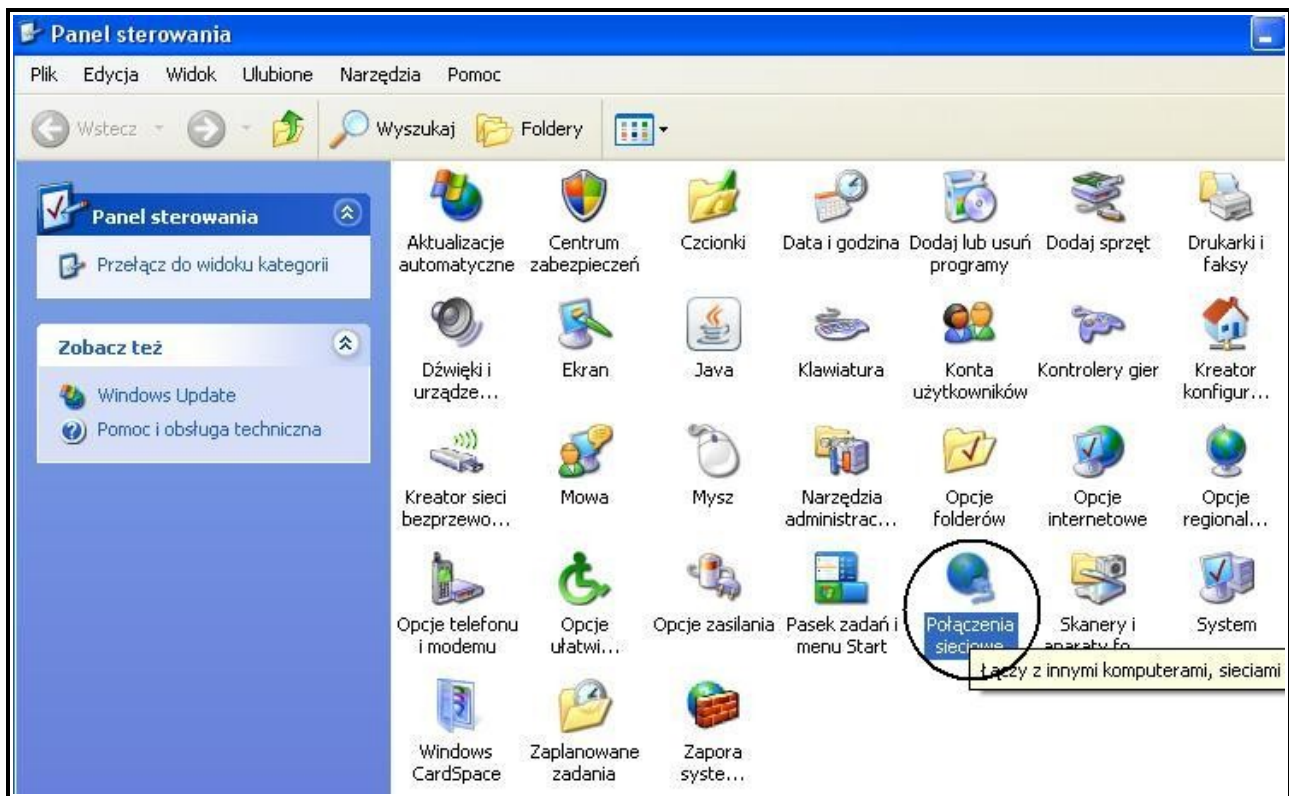 Panel sterowania
Plik Edycja Widok Ulubione Narzędzia Pomoc
Wstecz Wyszukaj Foldery
Panel sterowania
Przełącz do widoku kategorii
Zobacz też
Windows Update
Pomoc i obsługa techniczna
Aktualizacje automatyczne
Centrum zabezpieczeń
Czcionki
Data i godzina
Dodaj lub usuń programy
Dodaj sprzęt
Drukarki i faksy
Dźwięki i urządze...
Ekran
Java
Klawiatura
Konta użytkowników
Kontrolery gier
Kreator konfigur...
Kreator sieci bezprzewo...
Mowa
Mysz
Narzędzia administrac...
Opcje folderów
Opcje internetowe
Opcje regional...
Opcje telefonu i modemu
Opcje ułatwi...
Opcje zasilania
Pasek zadań i menu Start
Połączenia sieciowe
Skanery i aparaty fo...
System
Łączy z innymi komputerami, sieciami
Windows CardSpace
Zaplanowane zadania
Zapora syste...